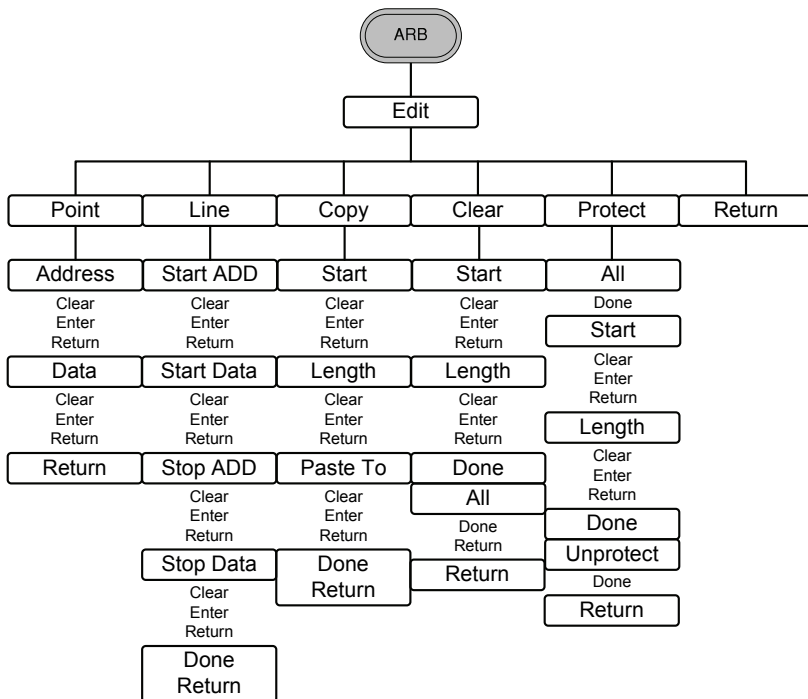 ARB
Edit
Point
Line
Copy
Clear
Protect
Return
Address
Clear
Enter
Return
Data
Clear
Enter
Return
Return
Start ADD
Clear
Enter
Return
Start Data
Clear
Enter
Return
Stop ADD
Clear
Enter
Return
Stop Data
Clear
Enter
Return
Done
Return
Start
Clear
Enter
Return
Length
Clear
Enter
Return
Paste To
Clear
Enter
Return
Done
Return
Start
Clear
Enter
Return
Length
Clear
Enter
Return
Done
All
Done
Return
Return
All
Done
Start
Clear
Enter
Return
Length
Clear
Enter
Return
Done
Unprotect
Done
Return